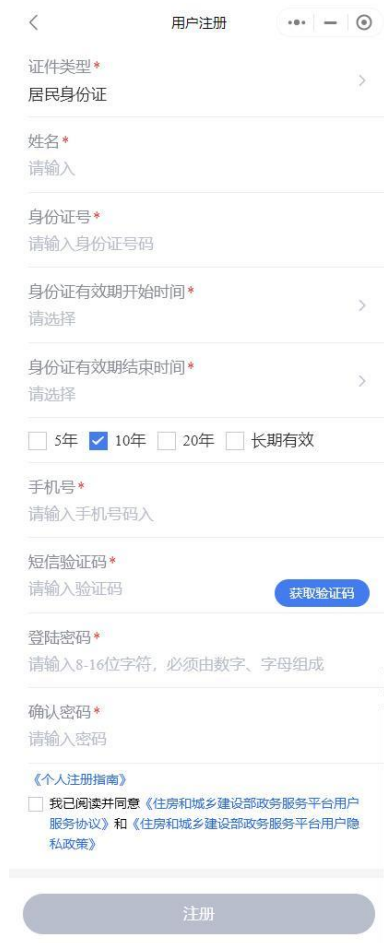 用户注册
证件类型*
居民身份证
姓名*
请输入
身份证号*
请输入身份证号码
身份证有效期开始时间*
请选择
身份证有效期结束时间*
请选择
5年 10年 20年 长期有效
手机号*
请输入手机号码入
短信验证码*
请输入验证码 获取验证码
登陆密码*
请输入8-16位字符，必须由数字、字母组成
确认密码*
请输入密码
《个人注册指南》
我已阅读并同意《住房和城乡建设部政务服务平台用户
服务协议》和《住房和城乡建设部政务服务平台用户隐
私政策》
注册